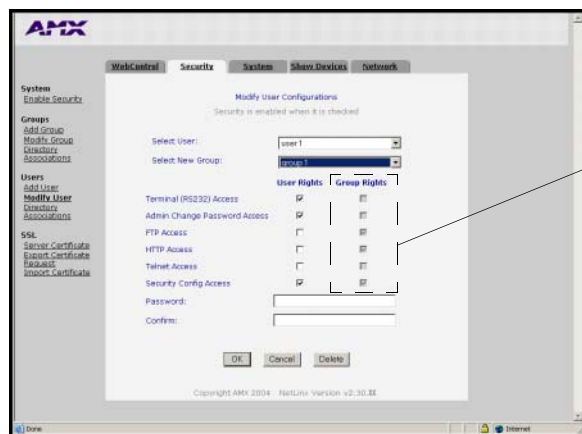 AMX
WebControl Security System Show Devices Network
System
Enable Security
Groups
Add Group
Modify Group
Directory
Associations
Users
Add User
Modify User
Directory
Associations
SSL
Server Certificate
Export Certificate
Request
Import Certificate
Modify User Configurations
Security is enabled when it is checked
Select User: user1
Select New Group: group1
User Rights Group Rights
Terminal (RS232) Access
Admin Change Password Access
FTP Access
HTTP Access
Telnet Access
Security Config Access
Password:
Confirm:
OK Cancel Delete
Copyright AMX 2004 NetLinx Version v2.30.XX
Done Internet